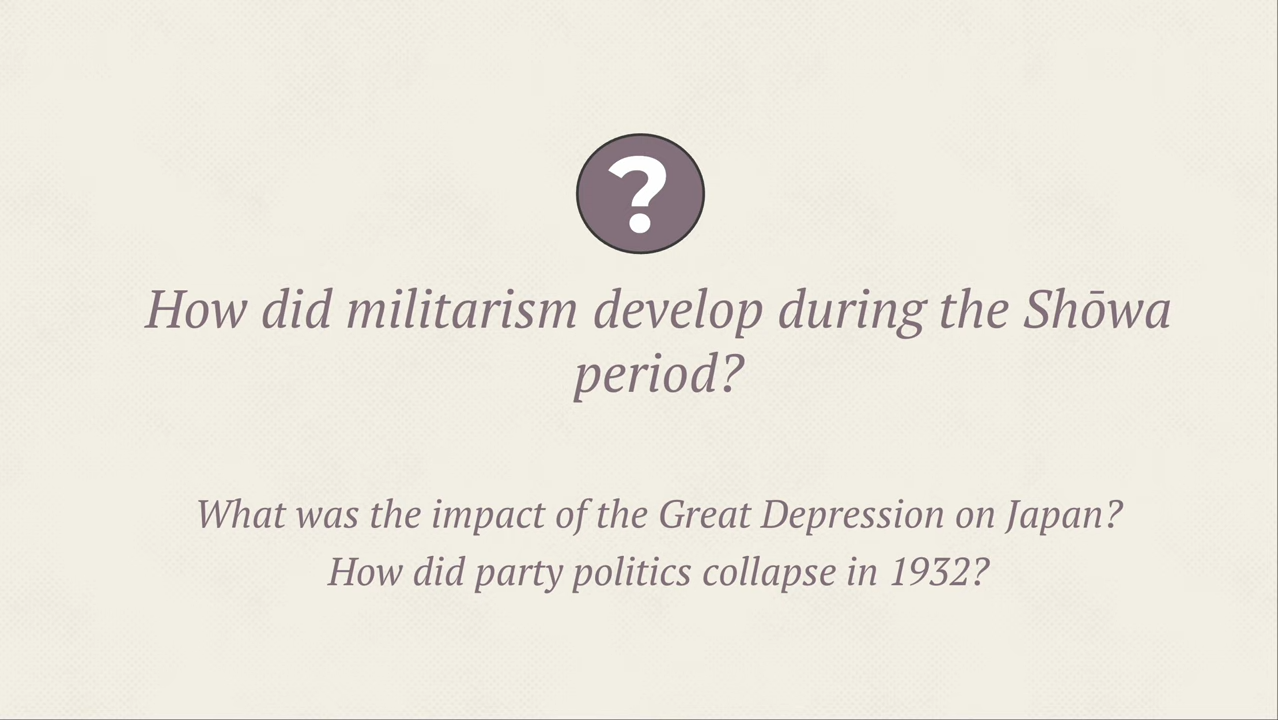 ?
How did militarism develop during the Shōwa
period?
What was the impact of the Great Depression on Japan?
How did party politics collapse in 1932?